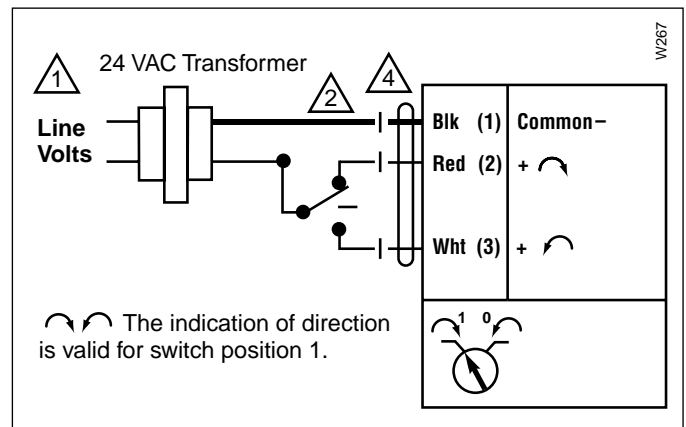 W267
1
24 VAC Transformer
2
4
Line
Volts
Blk (1) Common–
Red (2) +
Wht (3) +
The indication of direction
is valid for switch position 1.
1 0